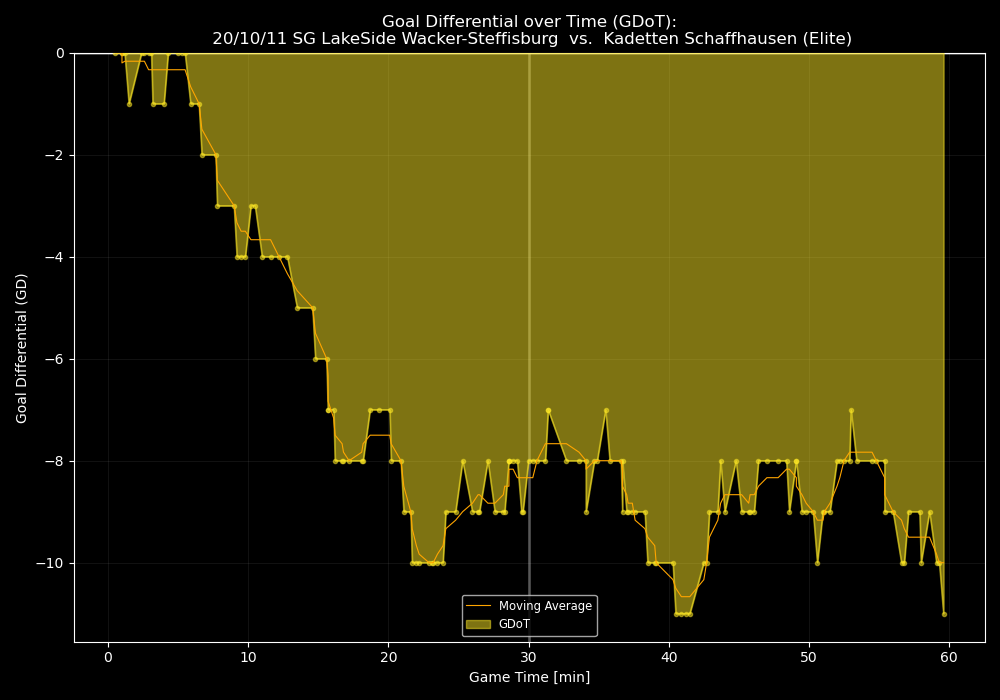 Goal Differential over Time (GDoT):
20/10/11 SG LakeSide Wacker-Steffisburg  vs.  Kadetten Schaffhausen (Elite)
Goal Differential (GD)
0
−2
−4
−6
−8
−10
Moving Average
GDoT
0 10 20 30 40 50 60
Game Time [min]